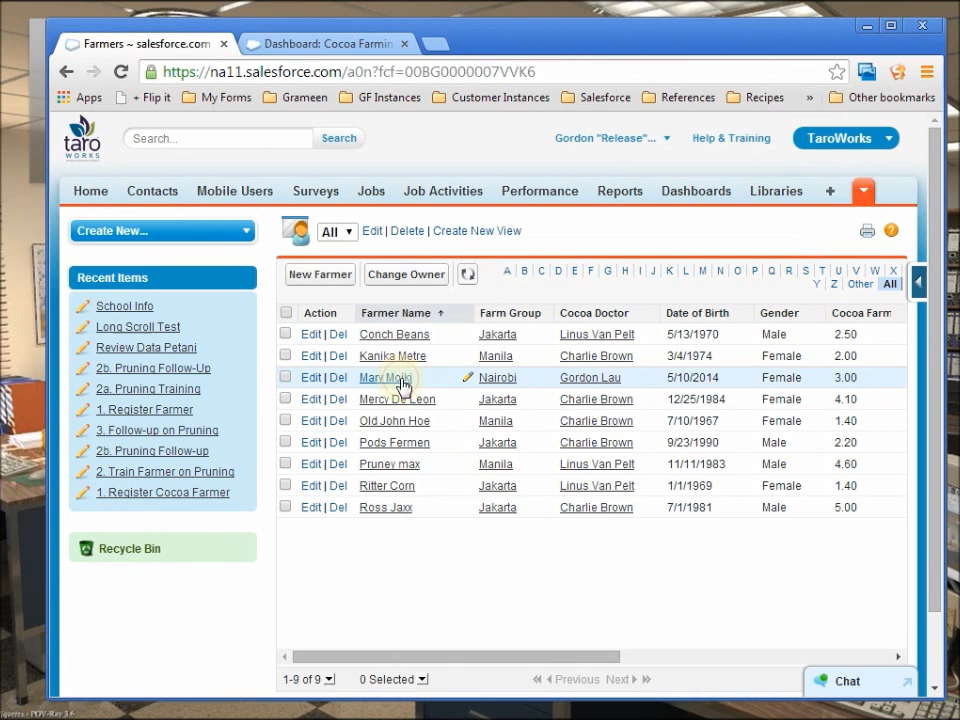 Farmers ~ salesforce.com
Dashboard: Cocoa Farmin
https://na11.salesforce.com/a0n?fcf=00BG0000007VVK6
Apps + Flip it My Forms Grameen GF Instances Customer Instances Salesforce References Recipes » Other bookmarks
taro
WORKS
Search...
Search
Gordon "Release"... Help & Training TaroWorks
Home Contacts Mobile Users Surveys Jobs Job Activities Performance Reports Dashboards Libraries +
Create New...
Recent Items
School Info
Long Scroll Test
Review Data Petani
2b. Pruning Follow-Up
2a. Pruning Training
1. Register Farmer
3. Follow-up on Pruning
2b. Pruning Follow-up
2. Train Farmer on Pruning
1. Register Cocoa Farmer
Recycle Bin
All Edit | Delete | Create New View
New Farmer Change Owner
A B C D E F G H I J K L M N O P Q R S T U V W X
Y Z Other All
Action Farmer Name Farm Group Cocoa Doctor Date of Birth Gender Cocoa Farm
Edit | Del Conch Beans Jakarta Linus Van Pelt 5/13/1970 Male 2.50
Edit | Del Kanika Metre Manila Charlie Brown 3/4/1974 Female 2.00
Edit | Del Mary Moiki Nairobi Gordon Lau 5/10/2014 Female 3.00
Edit | Del Mercy De Leon Jakarta Charlie Brown 12/25/1984 Female 4.10
Edit | Del Old John Hoe Manila Charlie Brown 7/10/1967 Female 1.40
Edit | Del Pods Fermen Jakarta Charlie Brown 9/23/1990 Male 2.20
Edit | Del Pruney max Manila Linus Van Pelt 11/11/1983 Male 4.60
Edit | Del Ritter Corn Jakarta Linus Van Pelt 1/1/1969 Female 1.40
Edit | Del Ross Jaxx Jakarta Charlie Brown 7/1/1981 Male 5.00
1-9 of 9 0 Selected Previous Next
Chat
- POV-Ray 3.6